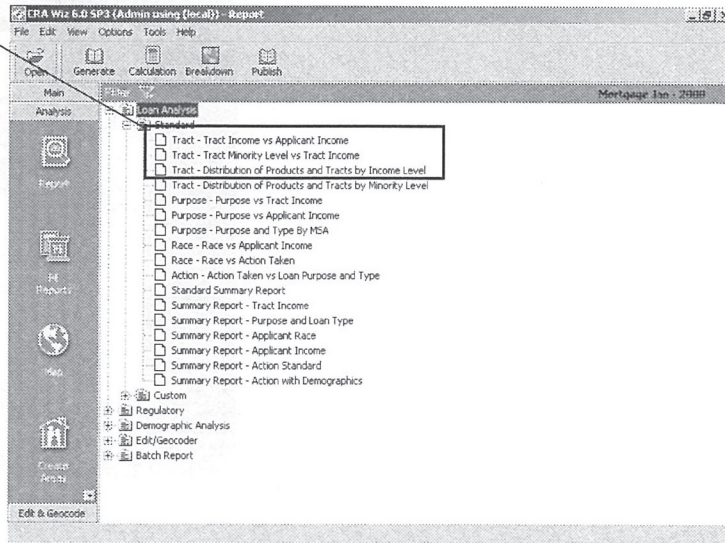 CRA Wiz 6.0 SP3 (Admin using (local)) - Report
File Edit View Options Tools Help
Open Generate Calculation Breakdown Publish
Main
Filter
Mortgage Jan - 2000
Analysis
Loan Analysis
Standard
Tract - Tract Income vs Applicant Income
Tract - Tract Minority Level vs Tract Income
Tract - Distribution of Products and Tracts by Income Level
Tract - Distribution of Products and Tracts by Minority Level
Purpose - Purpose vs Tract Income
Purpose - Purpose vs Applicant Income
Purpose - Purpose and Type By MSA
Race - Race vs Applicant Income
Race - Race vs Action Taken
Action - Action Taken vs Loan Purpose and Type
Standard Summary Report
Summary Report - Tract Income
Summary Report - Purpose and Loan Type
Summary Report - Applicant Race
Summary Report - Applicant Income
Summary Report - Action Standard
Summary Report - Action with Demographics
Custom
Regulatory
Demographic Analysis
Edit/Geocoder
Batch Report
Report
Reports
Map
Create
Areas
Edit & Geocode